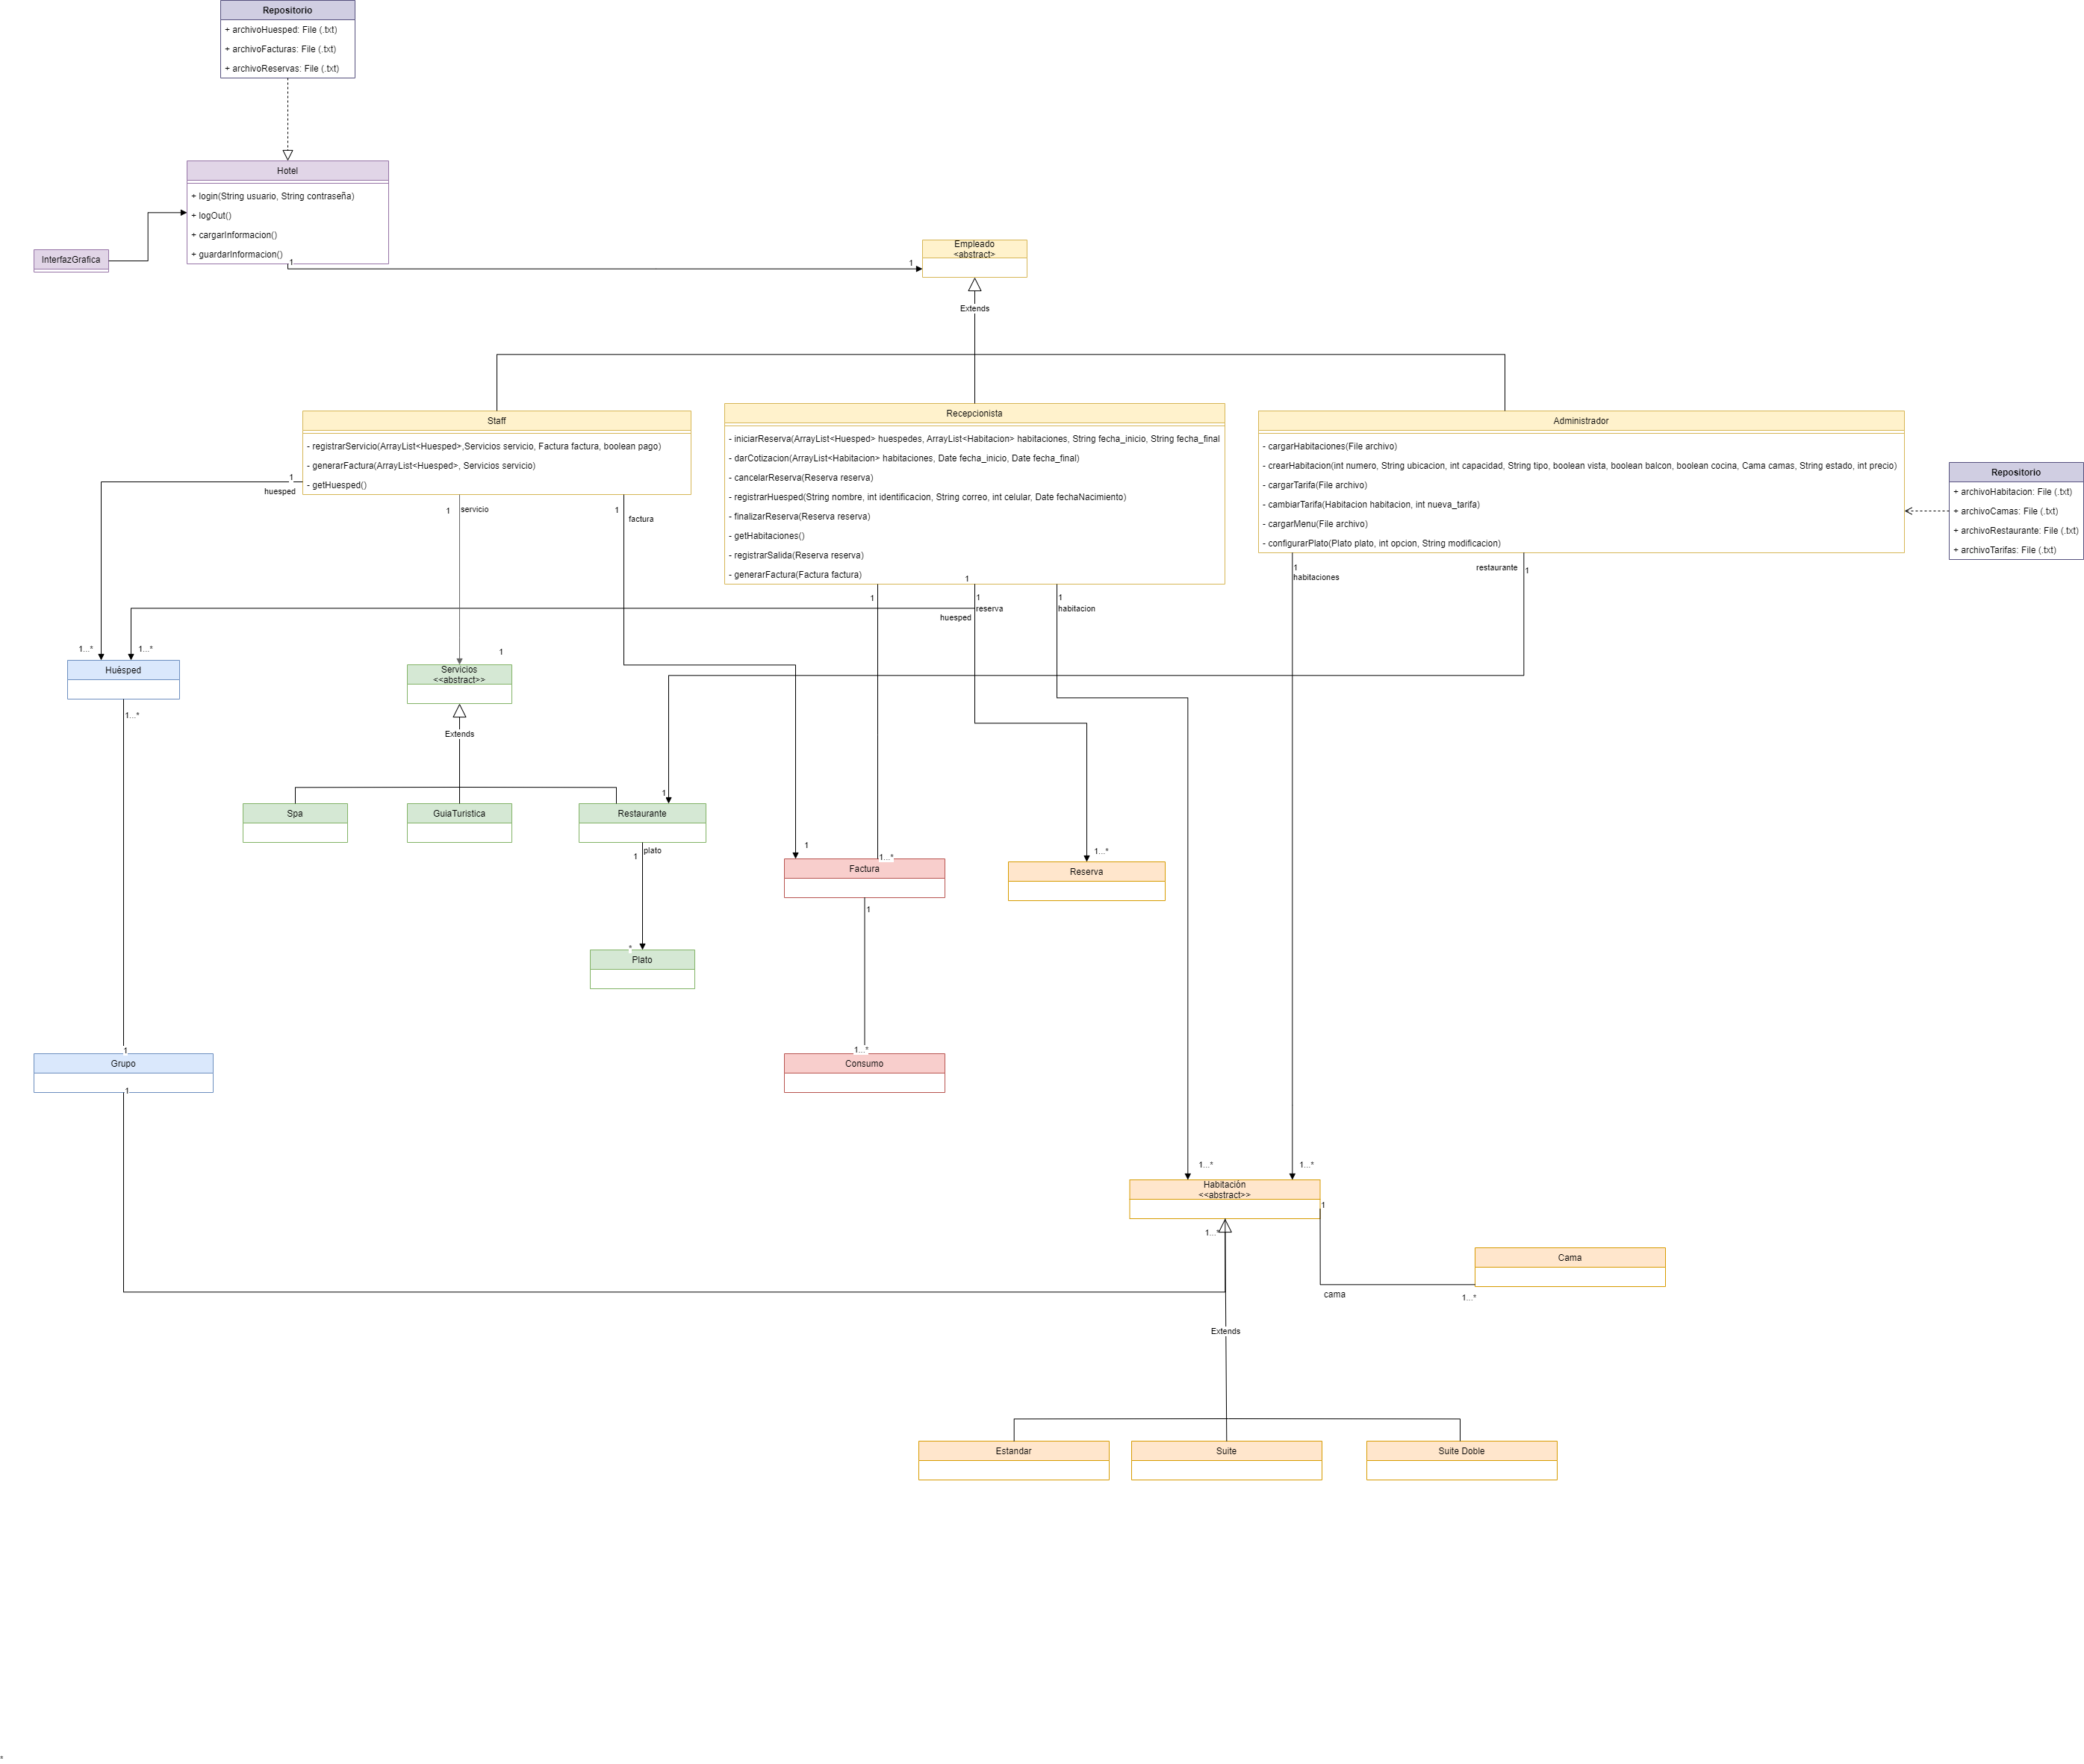 Repositorio
+ archivoHuesped: File (.txt)
+ archivoFacturas: File (.txt)
+ archivoReservas: File (.txt)
Hotel
+ login(String usuario, String contraseña)
+ logOut()
+ cargarInformacion()
+ guardarInformacion()
InterfazGrafica
1
1
Empleado
<abstract>
Extends
Staff
- registrarServicio(ArrayList<Huesped>,Servicios servicio, Factura factura, boolean pago)
- generarFactura(ArrayList<Huesped>, Servicios servicio)
- getHuesped()
Recepcionista
- iniciarReserva(ArrayList<Huesped> huespedes, ArrayList<Habitacion> habitaciones, String fecha_inicio, String fecha_final
- darCotizacion(ArrayList<Habitacion> habitaciones, Date fecha_inicio, Date fecha_final)
- cancelarReserva(Reserva reserva)
- registrarHuesped(String nombre, int identificacion, String correo, int celular, Date fechaNacimiento)
- finalizarReserva(Reserva reserva)
- getHabitaciones()
- registrarSalida(Reserva reserva)
- generarFactura(Factura factura)
Administrador
- cargarHabitaciones(File archivo)
- crearHabitacion(int numero, String ubicacion, int capacidad, String tipo, boolean vista, boolean balcon, boolean cocina, Cama camas, String estado, int precio)
- cargarTarifa(File archivo)
- cambiarTarifa(Habitacion habitacion, int nueva_tarifa)
- cargarMenu(File archivo)
- configurarPlato(Plato plato, int opcion, String modificacion)
Repositorio
+ archivoHabitacion: File (.txt)
+ archivoCamas: File (.txt)
+ archivoRestaurante: File (.txt)
+ archivoTarifas: File (.txt)
1
huesped
1
servicio
1
factura
1
1
1
reserva
huesped
1
habitacion
1
habitaciones
restaurante
1
1...*
1...*
1
Huésped
Servicios
<<abstract>>
1...*
Extends
Spa
GuiaTuristica
1
Restaurante
1
plato
1
1...*
1...*
Factura
Reserva
1
*
Plato
1
Grupo
1
1...*
Consumo
1...*
1...*
Habitación
<<abstract>>
1
1...*
Cama
cama
1...*
Extends
Estandar
Suite
Suite Doble
*